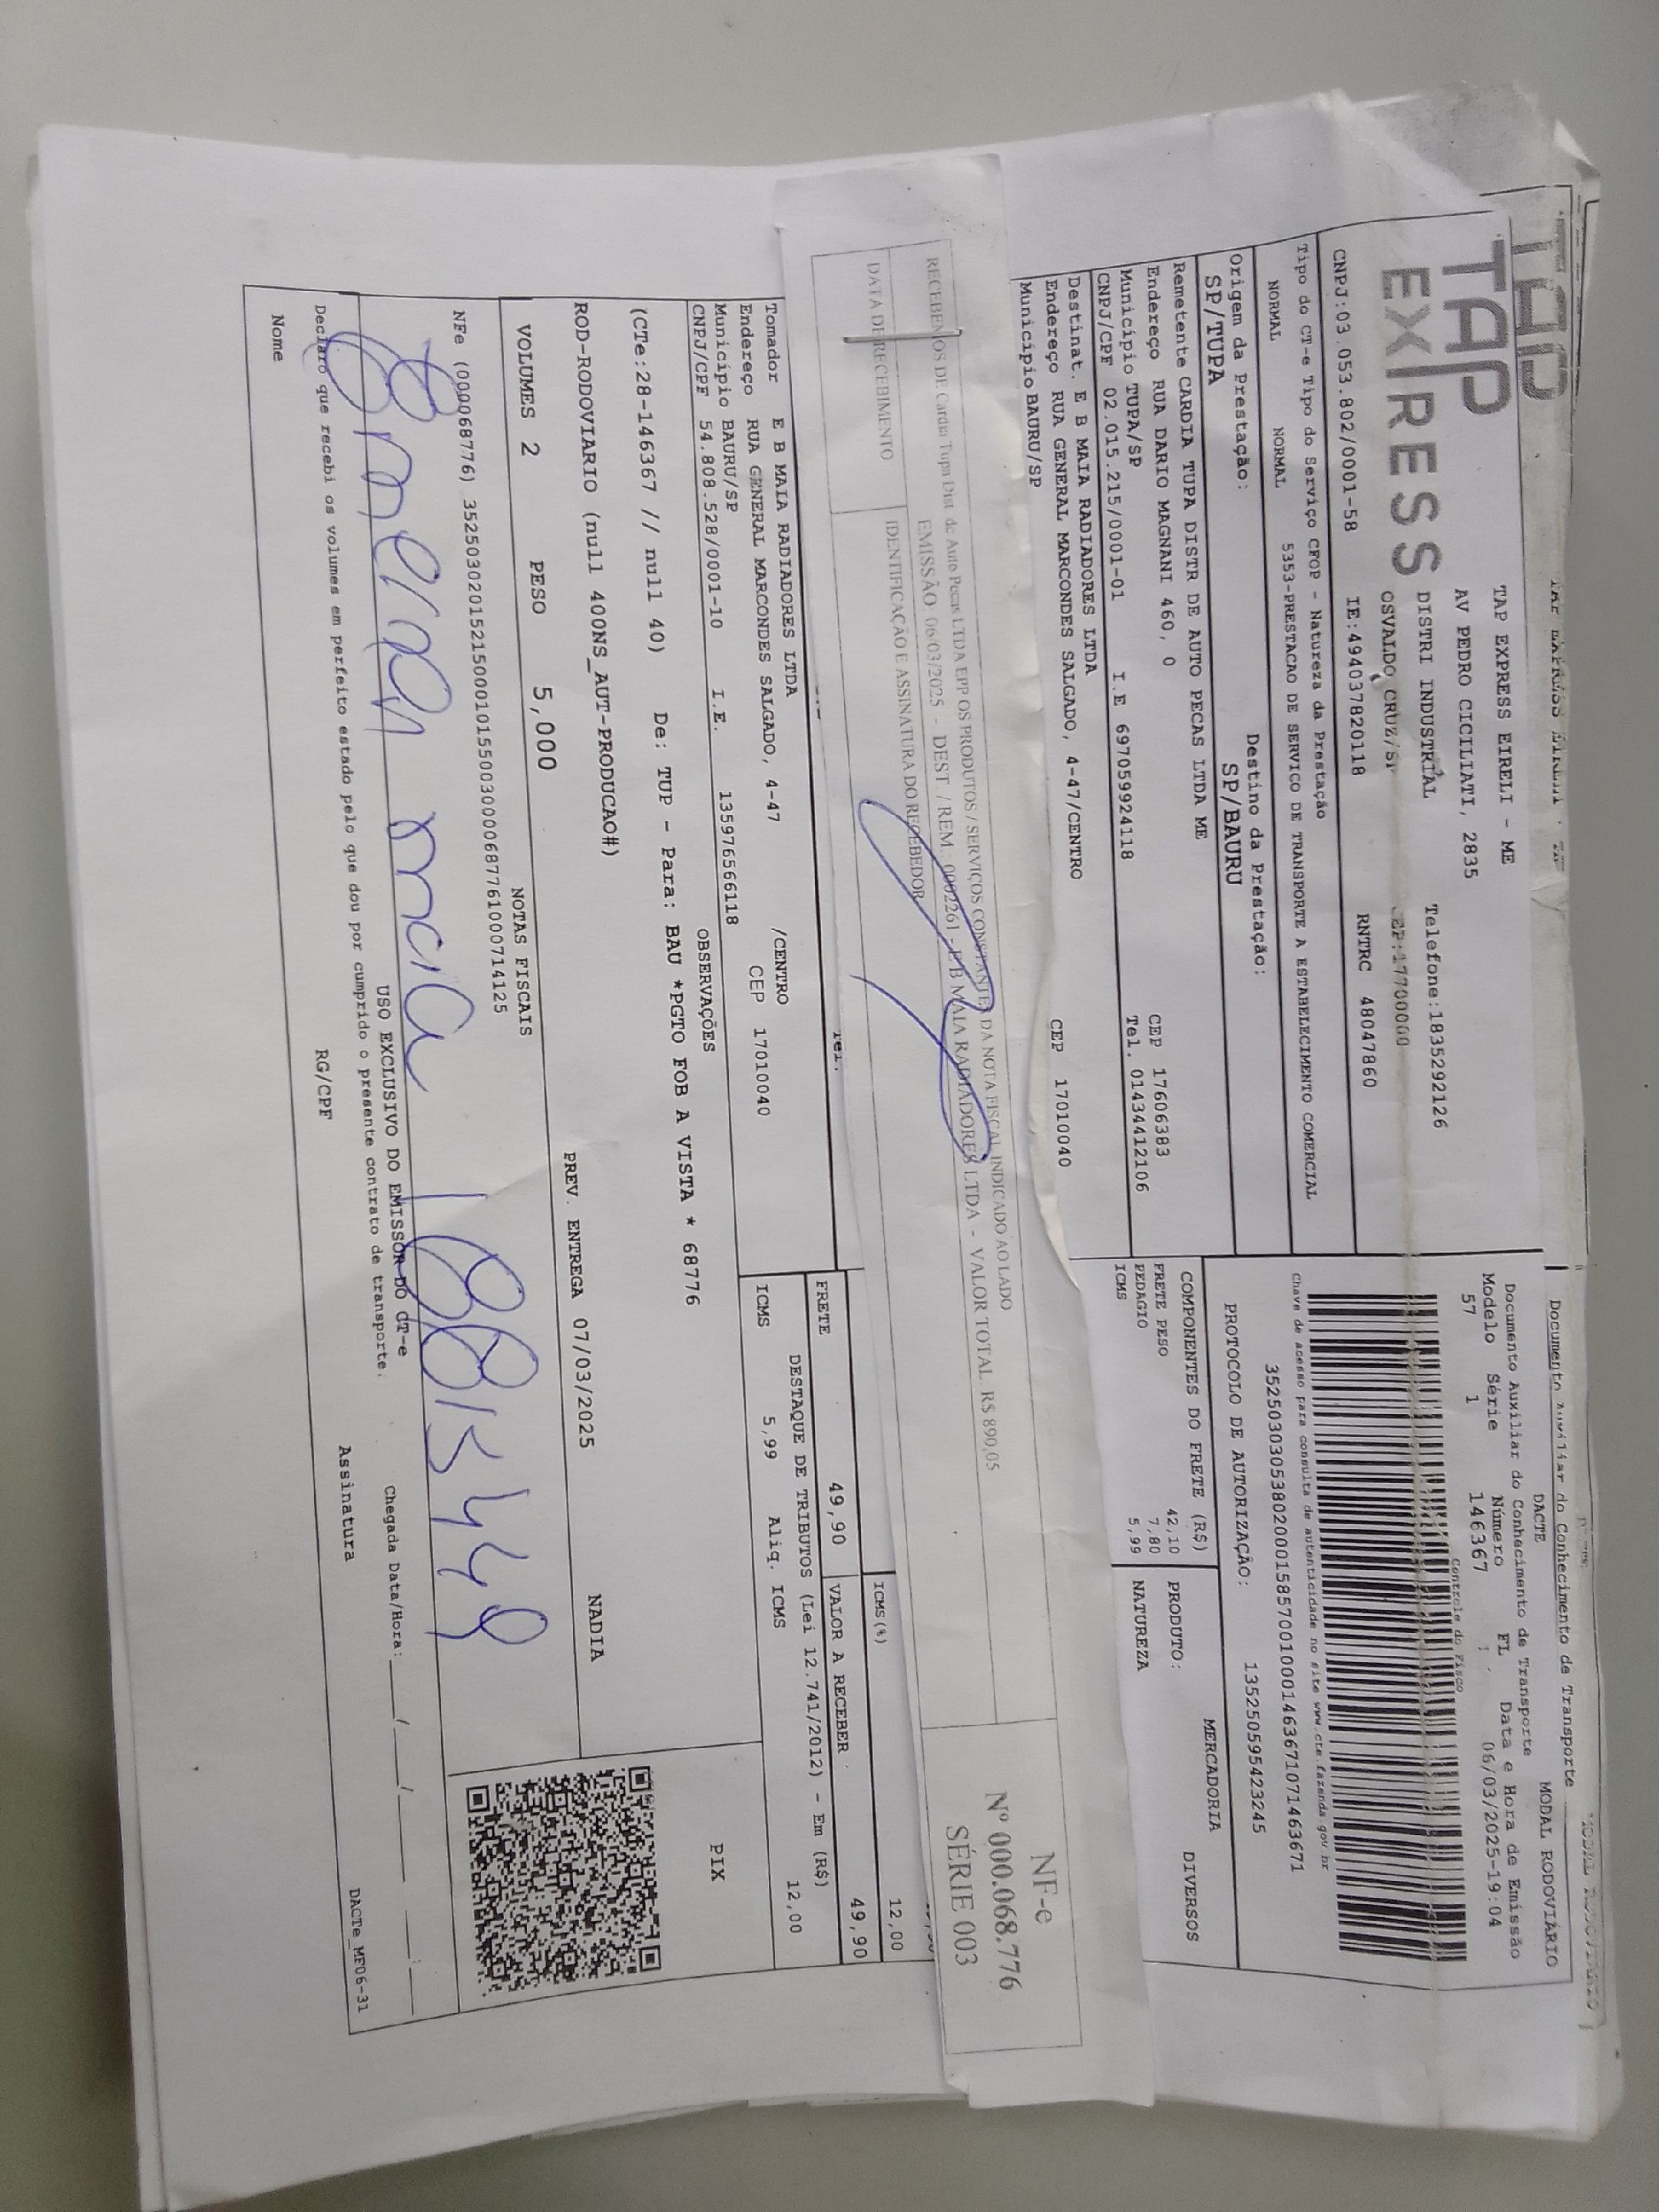 TAP
EXPRESS
TAP EXPRESS EIRELI - ME
AV PEDRO CICILIATI, 2835
DISTRI INDUSTRIAL Telefone:1835292126
OSVALDO CRUZ/SP CEP:17700000
CNPJ:03.053.802/0001-58 IE:494037820118 RNTRC 48047860
Tipo do CT-e Tipo do Serviço CFOP - Natureza da Prestação
NORMAL NORMAL 5353-PRESTACAO DE SERVICO DE TRANSPORTE A ESTABELECIMENTO COMERCIAL
Origem da Prestação: Destino da Prestação:
SP/TUPA SP/BAURU
Remetente CARDIA TUPA DISTR DE AUTO PECAS LTDA ME
Endereço RUA DARIO MAGNANI 460, 0 CEP 17606383
Município TUPA/SP Tel. 01434412106
CNPJ/CPF 02.015.215/0001-01 I.E 697059924118
Destinat. E B MAIA RADIADORES LTDA
Endereço RUA GENERAL MARCONDES SALGADO, 4-47/CENTRO CEP 17010040
Município BAURU/SP
Documento Auxiliar do Conhecimento de Transporte
DACTE MODAL RODOVIÁRIO
Documento Auxiliar do Conhecimento de Transporte
Modelo Série Número FL Data e Hora de Emissão
57 1 146367 06/03/2025-19:04
Controle do Fisco
Chave de acesso para consulta de autenticidade no site www.cte.fazenda.gov.br
35250303053802000158570010001463671071463671
PROTOCOLO DE AUTORIZAÇÃO: 135250595423245
COMPONENTES DO FRETE (R$)
FRETE PESO 42,10
PEDAGIO 7,80
ICMS 5,99
PRODUTO: MERCADORIA
NATUREZA DIVERSOS
RECEBEMOS DE Cardia Tupa Dist de Auto Pecas LTDA EPP OS PRODUTOS / SERVIÇOS CONSTANTES DA NOTA FISCAL INDICADO AO LADO
EMISSÃO: 06/03/2025 - DEST. / REM.: 0002261 - E B MAIA RADIADORES LTDA - VALOR TOTAL: R$ 890,05
DATA DE RECEBIMENTO IDENTIFICAÇÃO E ASSINATURA DO RECEBEDOR
NF-e
Nº 000.068.776
SÉRIE 003
Tel.
ICMS(%) 12,00
FRETE 49,90 VALOR A RECEBER 49,90
DESTAQUE DE TRIBUTOS (Lei 12.741/2012) - Em (R$)
ICMS 5,99 Aliq. ICMS 12,00
Tomador E B MAIA RADIADORES LTDA
Endereço RUA GENERAL MARCONDES SALGADO, 4-47 /CENTRO
Município BAURU/SP CEP 17010040
CNPJ/CPF 54.808.528/0001-10 I.E. 135976566118
OBSERVAÇÕES
(CTe:28-146367 // null 40) De: TUP - Para: BAU *PGTO FOB A VISTA * 68776
PIX
ROD-RODOVIARIO (null 400NS_AUT-PRODUCAO#)
VOLUMES 2 PESO 5,000 PREV. ENTREGA 07/03/2025 NADIA
NOTAS FISCAIS
NFe (000068776) 35250302015215000101550030000687761000714125
USO EXCLUSIVO DO EMISSOR DO CT-e
Declaro que recebi os volumes em perfeito estado pelo que dou por cumprido o presente contrato de transporte.
Chegada Data/Hora: ___/___/____ ___:___
Nome RG/CPF Assinatura
DACTe_MF06-31